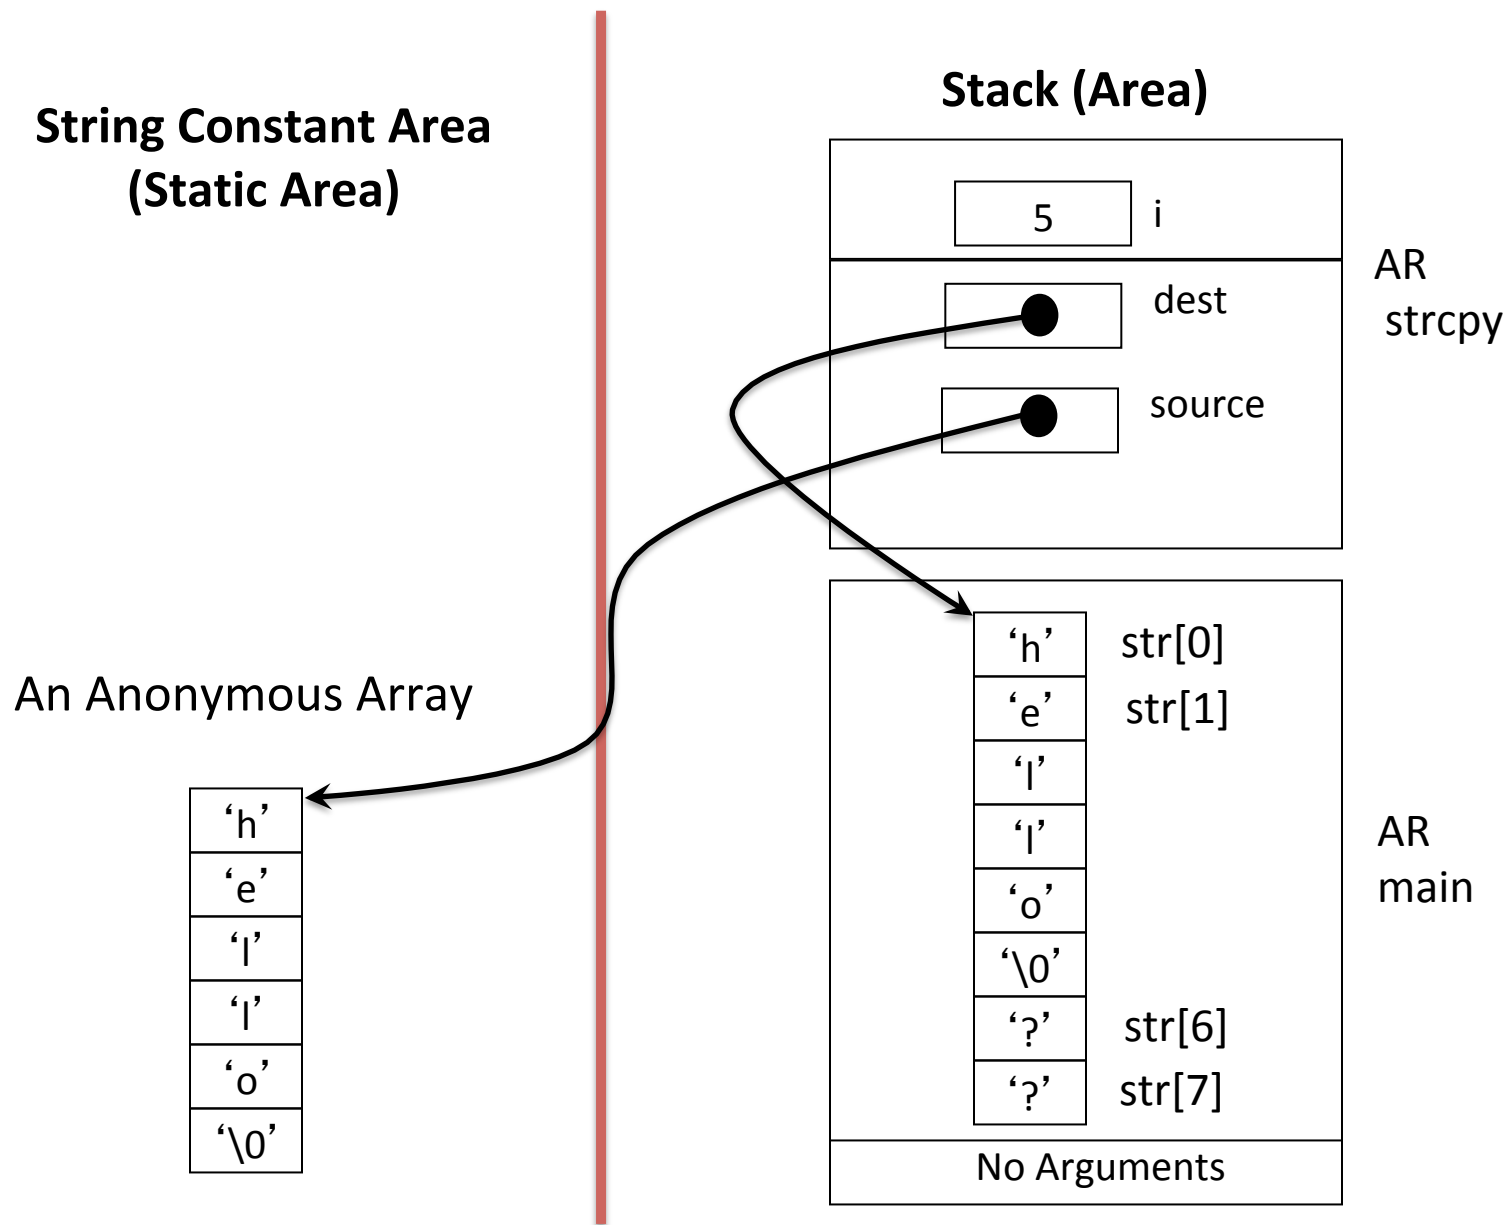 String Constant Area
(Static Area)
An Anonymous Array
‘h’
‘e’
‘l’
‘l’
‘o’
‘\0’
Stack (Area)
5 i
dest
source
AR
strcpy
‘h’ str[0]
‘e’ str[1]
‘l’
‘l’
‘o’
‘\0’
‘?’ str[6]
‘?’ str[7]
No Arguments
AR
main